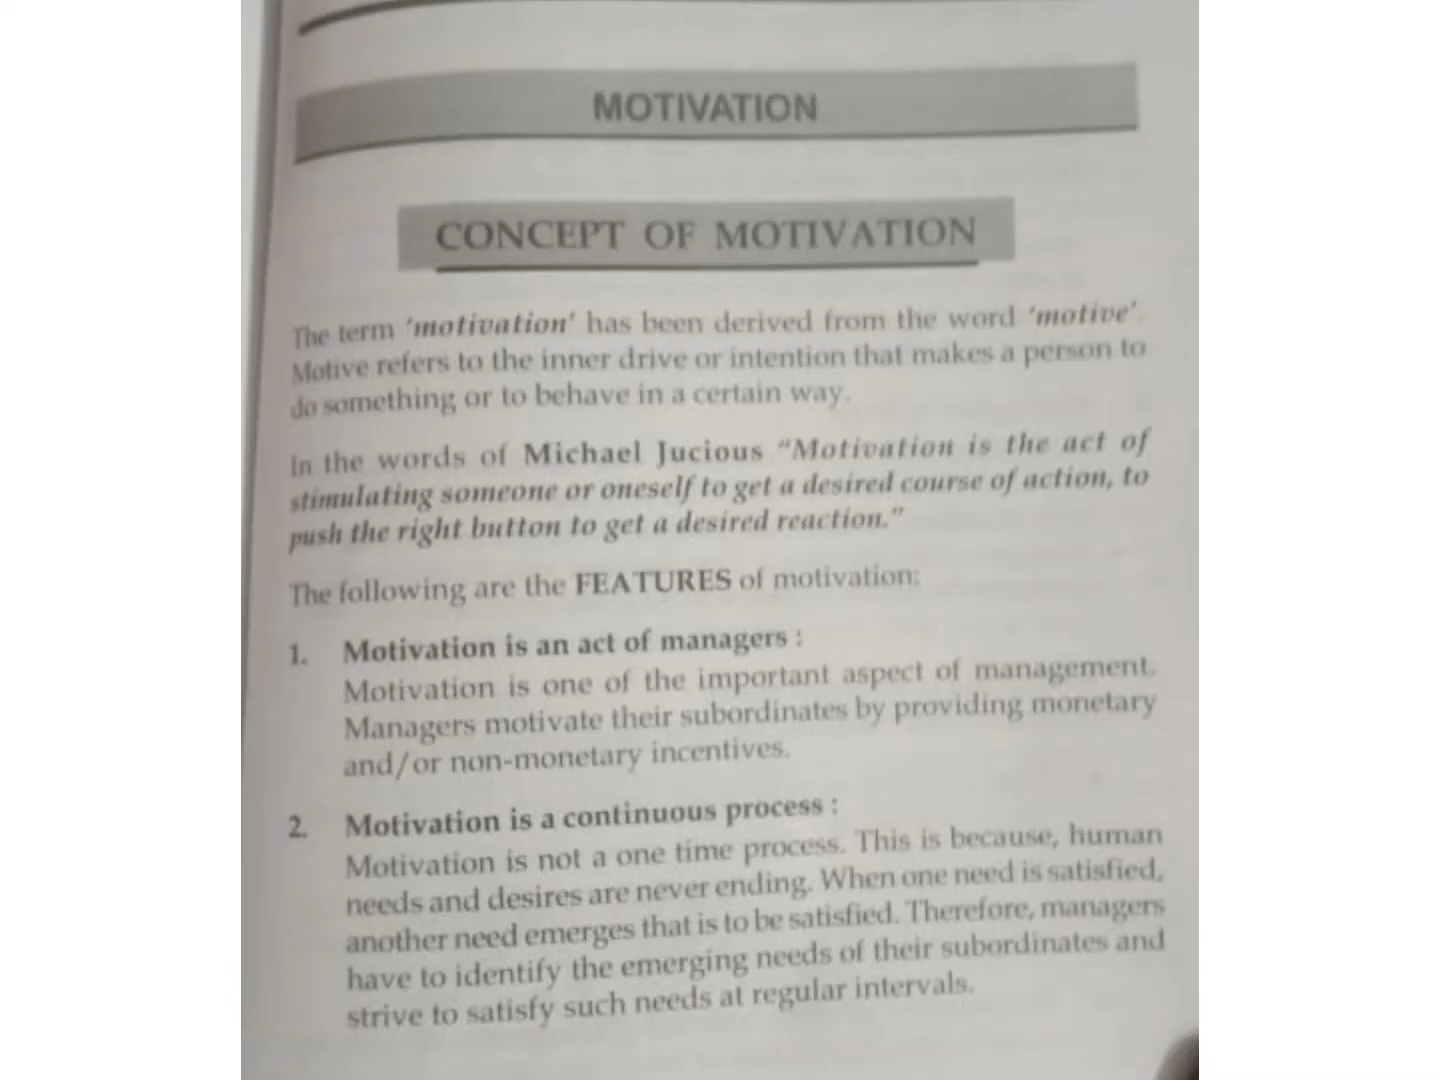 MOTIVATION
CONCEPT OF MOTIVATION
The term 'motivation' has been derived from the word 'motive'.
Motive refers to the inner drive or intention that makes a person to
do something or to behave in a certain way.
In the words of Michael Jucious "Motivation is the act of
stimulating someone or oneself to get a desired course of action, to
push the right button to get a desired reaction."
The following are the FEATURES of motivation:
1. Motivation is an act of managers :
Motivation is one of the important aspect of management.
Managers motivate their subordinates by providing monetary
and/or non-monetary incentives.
2. Motivation is a continuous process :
Motivation is not a one time process. This is because, human
needs and desires are never ending. When one need is satisfied,
another need emerges that is to be satisfied. Therefore, managers
have to identify the emerging needs of their subordinates and
strive to satisfy such needs at regular intervals.